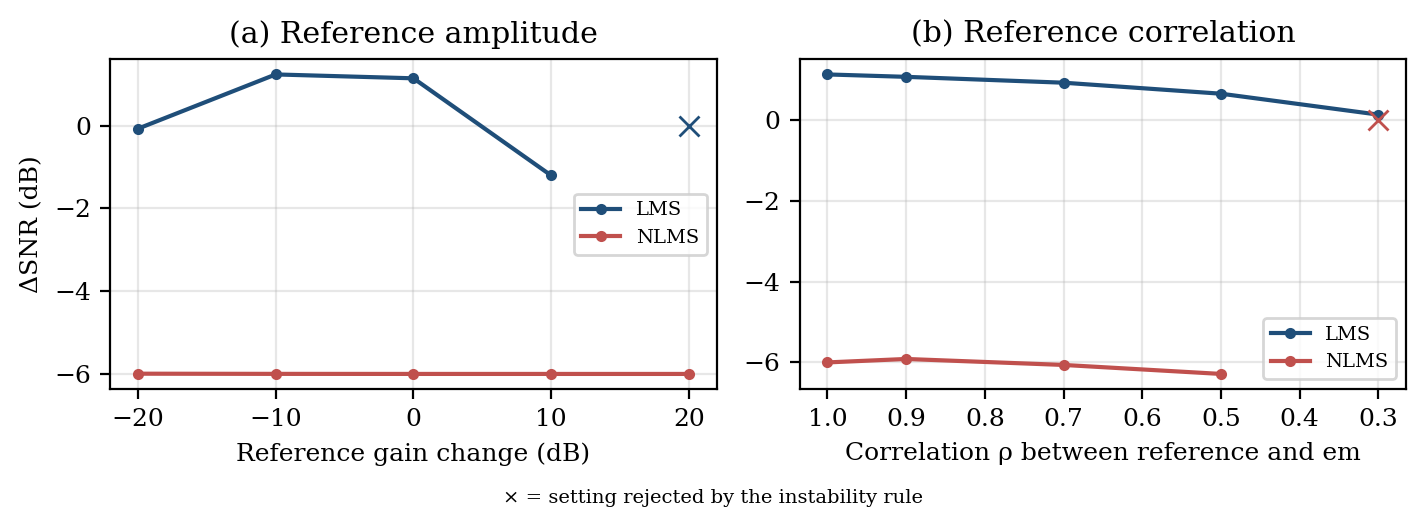 (a) Reference amplitude
(b) Reference correlation
ΔSNR (dB)
0
−2
−4
−6
LMS
NLMS
−20 −10 0 10 20
Reference gain change (dB)
0
−2
−4
−6
LMS
NLMS
1.0 0.9 0.8 0.7 0.6 0.5 0.4 0.3
Correlation ρ between reference and em
× = setting rejected by the instability rule